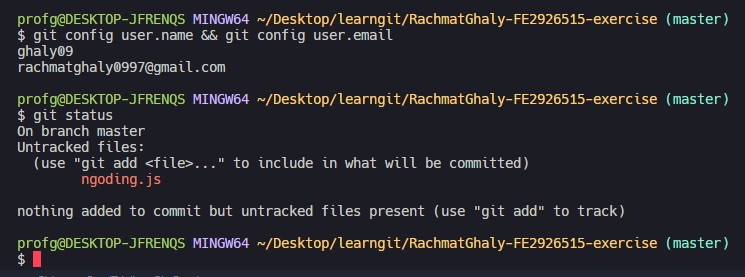 profg@DESKTOP-JFRENQS MINGW64 ~/Desktop/learngit/RachmatGhaly-FE2926515-exercise (master)
$ git config user.name && git config user.email
ghaly09
rachmatghaly0997@gmail.com
profg@DESKTOP-JFRENQS MINGW64 ~/Desktop/learngit/RachmatGhaly-FE2926515-exercise (master)
$ git status
On branch master
Untracked files:
  (use "git add <file>..." to include in what will be committed)
        ngoding.js
nothing added to commit but untracked files present (use "git add" to track)
profg@DESKTOP-JFRENQS MINGW64 ~/Desktop/learngit/RachmatGhaly-FE2926515-exercise (master)
$